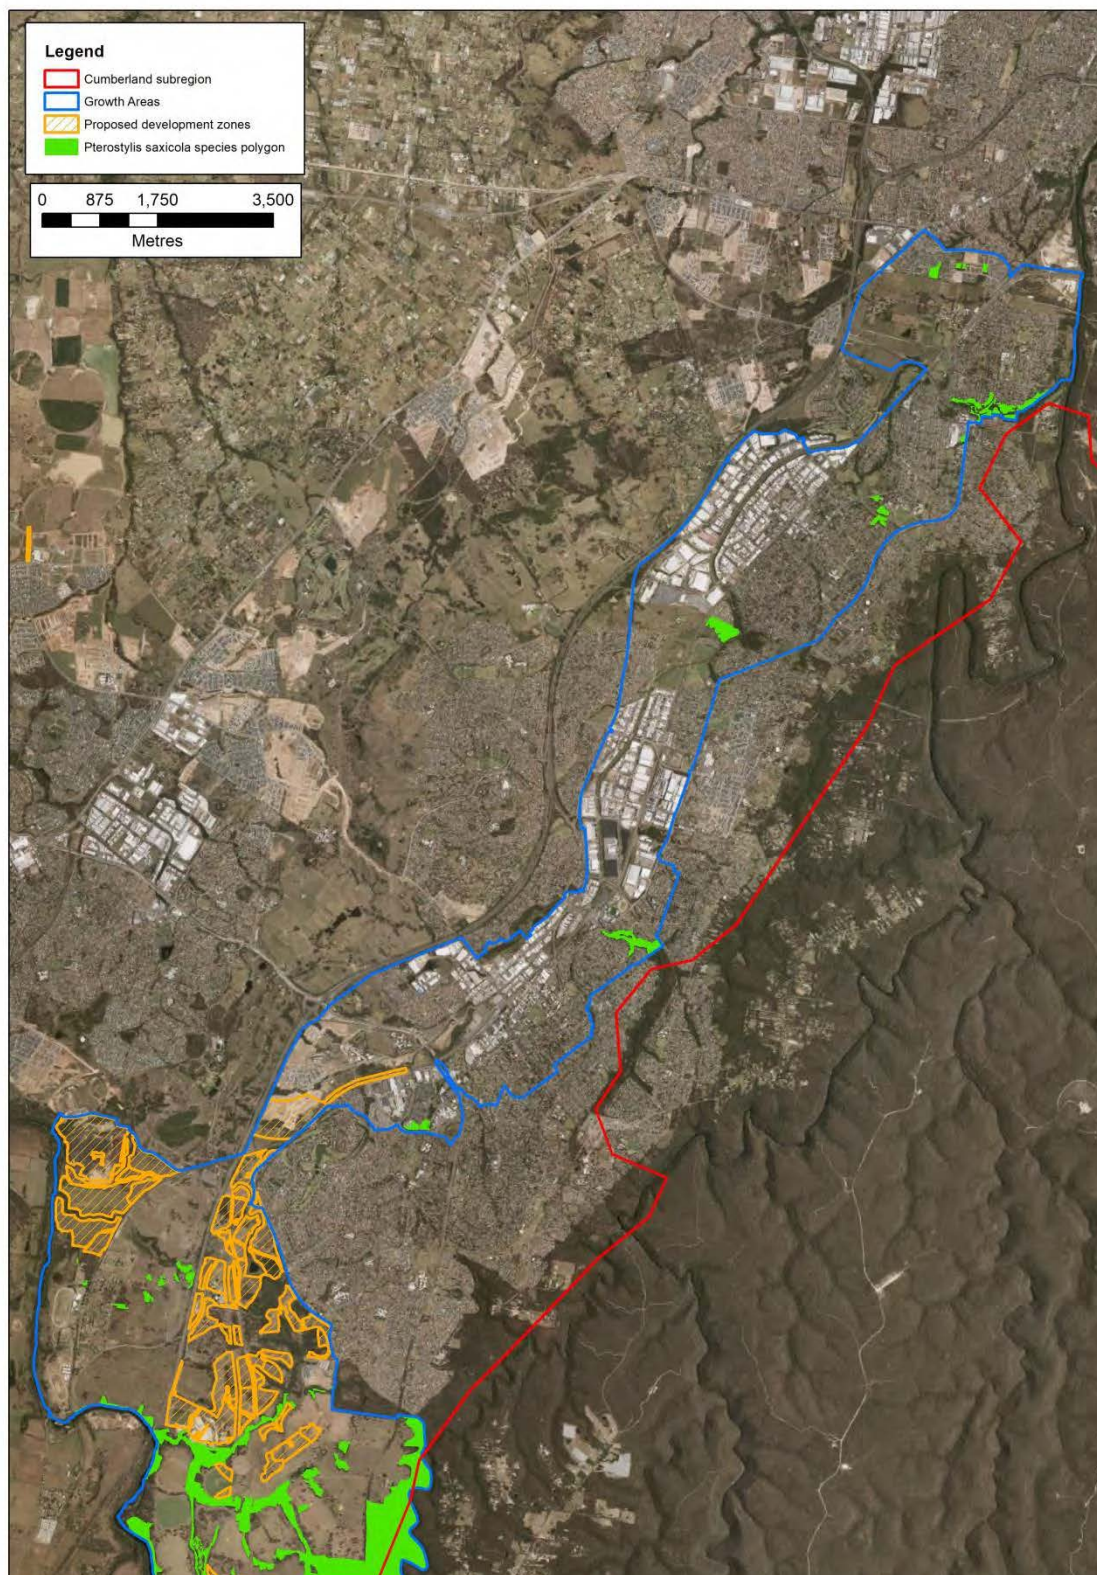 Legend
Cumberland subregion
Growth Areas
Proposed development zones
Pterostylis saxicola species polygon
0 875 1,750 3,500
Metres